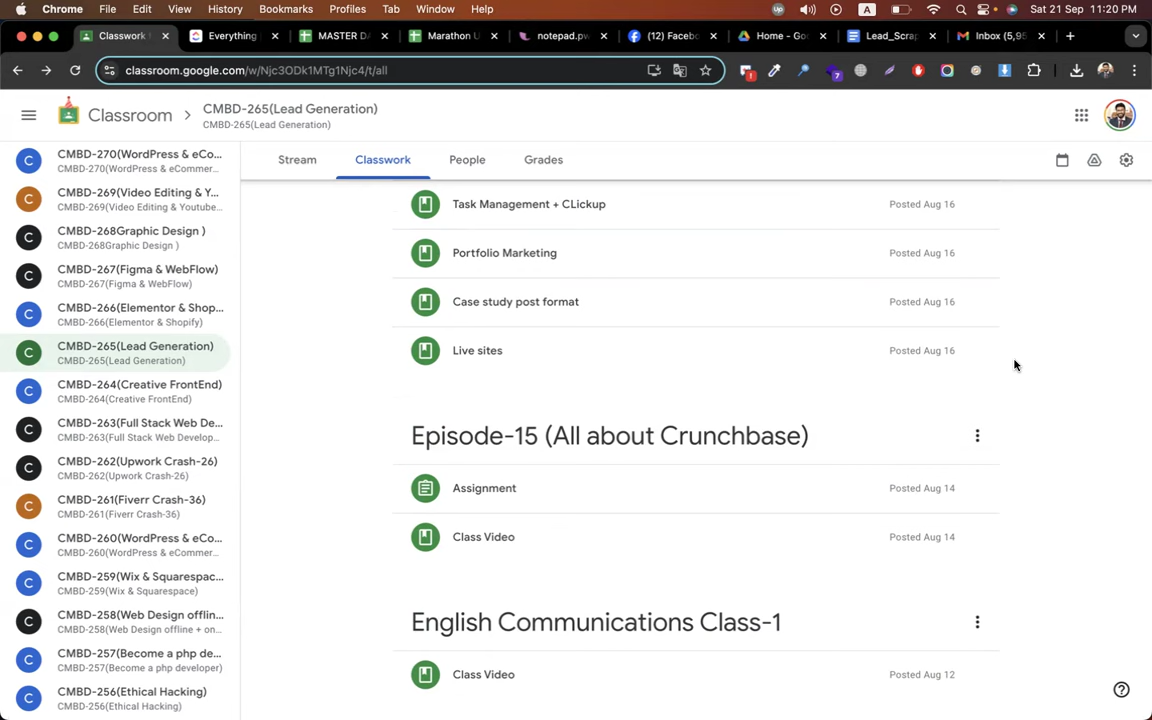 Chrome File Edit View History Bookmarks Profiles Tab Window Help
Up A Sat 21 Sep 11:20 PM
Classwork Everything MASTER DA Marathon U notepad.pw (12) Faceb Home - Goo Lead_Scrap Inbox (5,95
classroom.google.com/w/Njc3ODk1MTg1Njc4/t/all
7
Classroom
CMBD-265(Lead Generation)
CMBD-265(Lead Generation)
Stream Classwork People Grades
CMBD-270(WordPress & eCo...
CMBD-270(WordPress & eCommer...
CMBD-269(Video Editing & Y...
CMBD-269(Video Editing & Youtube...
CMBD-268Graphic Design )
CMBD-268Graphic Design )
CMBD-267(Figma & WebFlow)
CMBD-267(Figma & WebFlow)
CMBD-266(Elementor & Shop...
CMBD-266(Elementor & Shopify)
CMBD-265(Lead Generation)
CMBD-265(Lead Generation)
CMBD-264(Creative FrontEnd)
CMBD-264(Creative FrontEnd)
CMBD-263(Full Stack Web De...
CMBD-263(Full Stack Web Develop...
CMBD-262(Upwork Crash-26)
CMBD-262(Upwork Crash-26)
CMBD-261(Fiverr Crash-36)
CMBD-261(Fiverr Crash-36)
CMBD-260(WordPress & eCo...
CMBD-260(WordPress & eCommer...
CMBD-259(Wix & Squarespac...
CMBD-259(Wix & Squarespace)
CMBD-258(Web Design offlin...
CMBD-258(Web Design offline + on...
CMBD-257(Become a php de...
CMBD-257(Become a php developer)
CMBD-256(Ethical Hacking)
CMBD-256(Ethical Hacking)
Task Management + CLickup Posted Aug 16
Portfolio Marketing Posted Aug 16
Case study post format Posted Aug 16
Live sites Posted Aug 16
Episode-15 (All about Crunchbase)
Assignment Posted Aug 14
Class Video Posted Aug 14
English Communications Class-1
Class Video Posted Aug 12